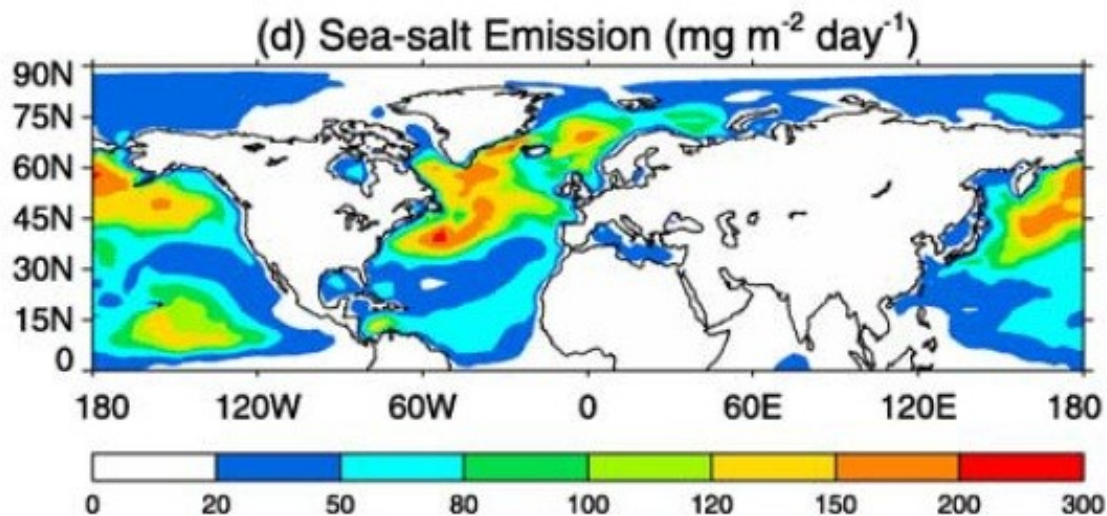 (d) Sea-salt Emission (mg m⁻² day⁻¹)
90N
75N
60N
45N
30N
15N
0
180 120W 60W 0 60E 120E 180
0 20 50 80 100 120 150 200 300